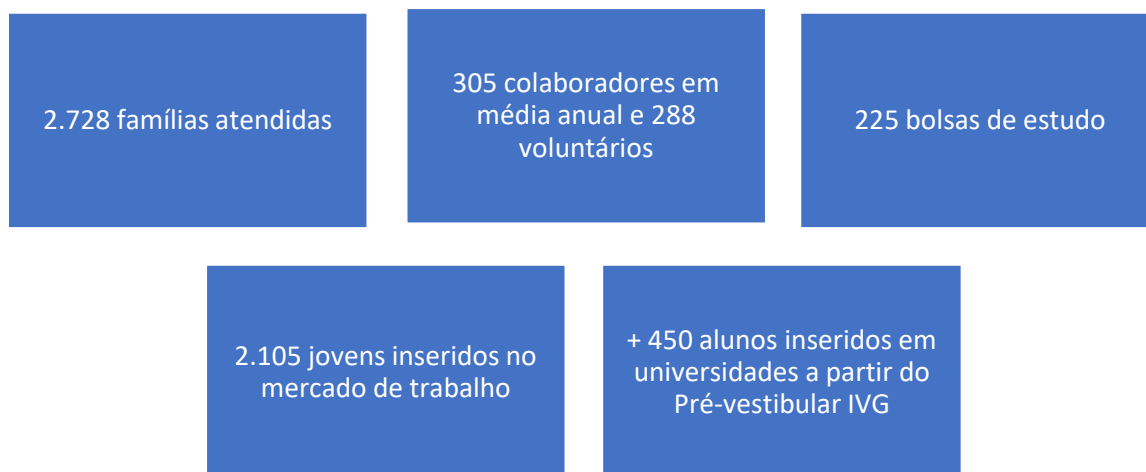 2.728 famílias atendidas
305 colaboradores em
média anual e 288
voluntários
225 bolsas de estudo
2.105 jovens inseridos no
mercado de trabalho
+ 450 alunos inseridos em
universidades a partir do
Pré-vestibular IVG